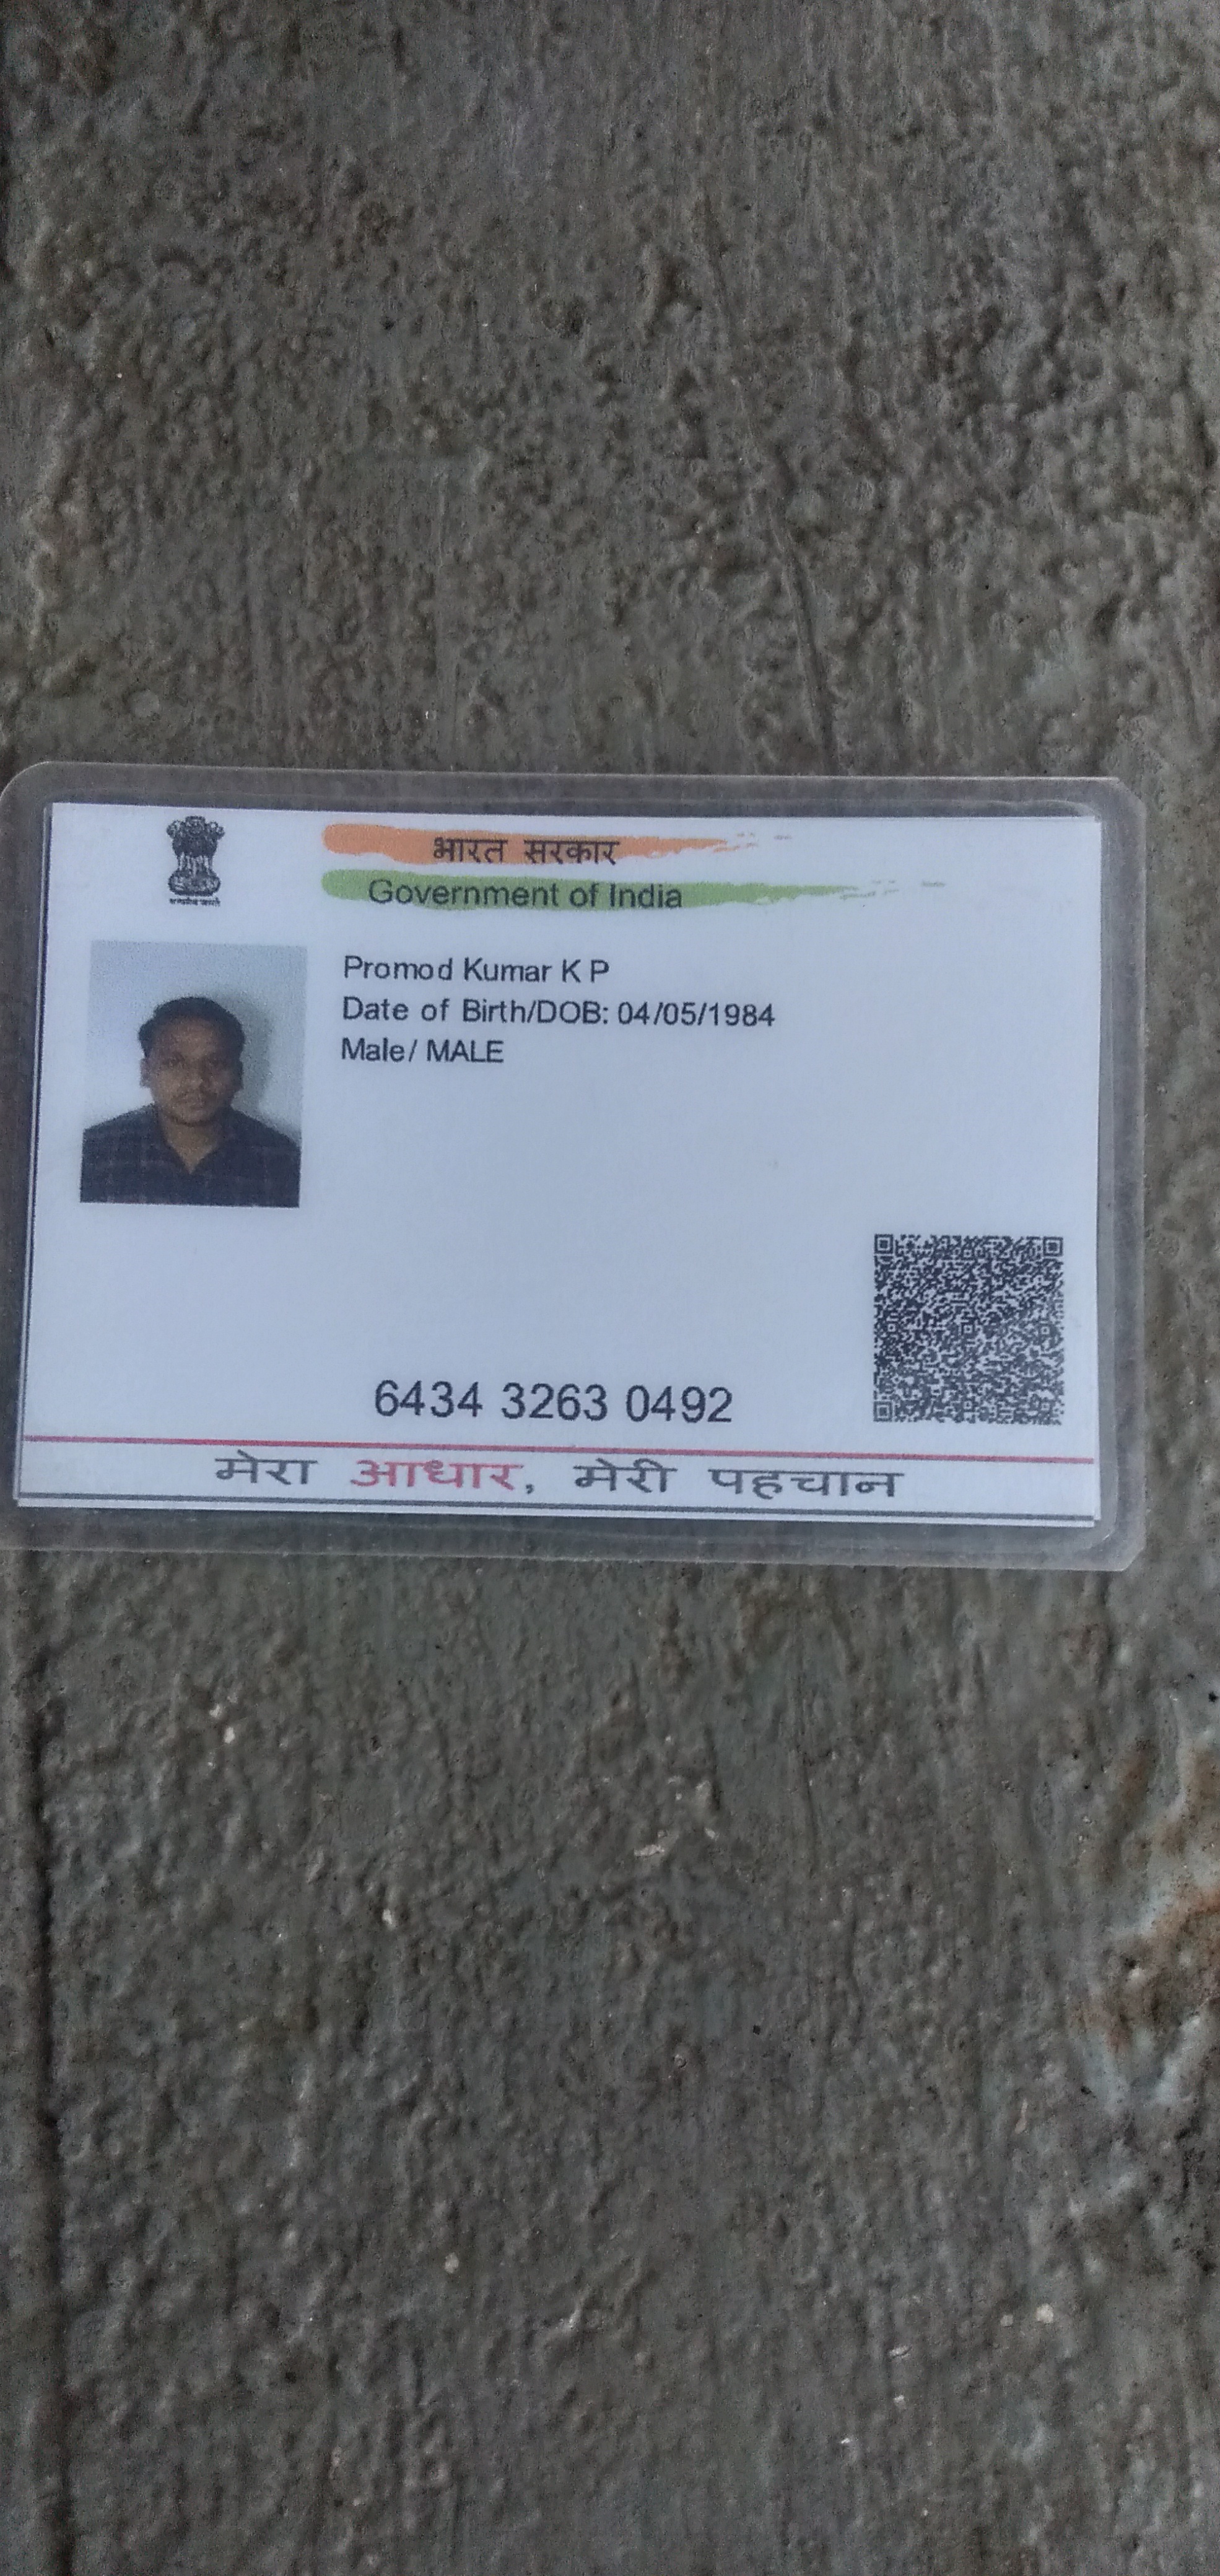 भारत सरकार
Government of India
Promod Kumar K P
Date of Birth/DOB: 04/05/1984
Male/ MALE
6434 3263 0492
मेरा आधार, मेरी पहचान